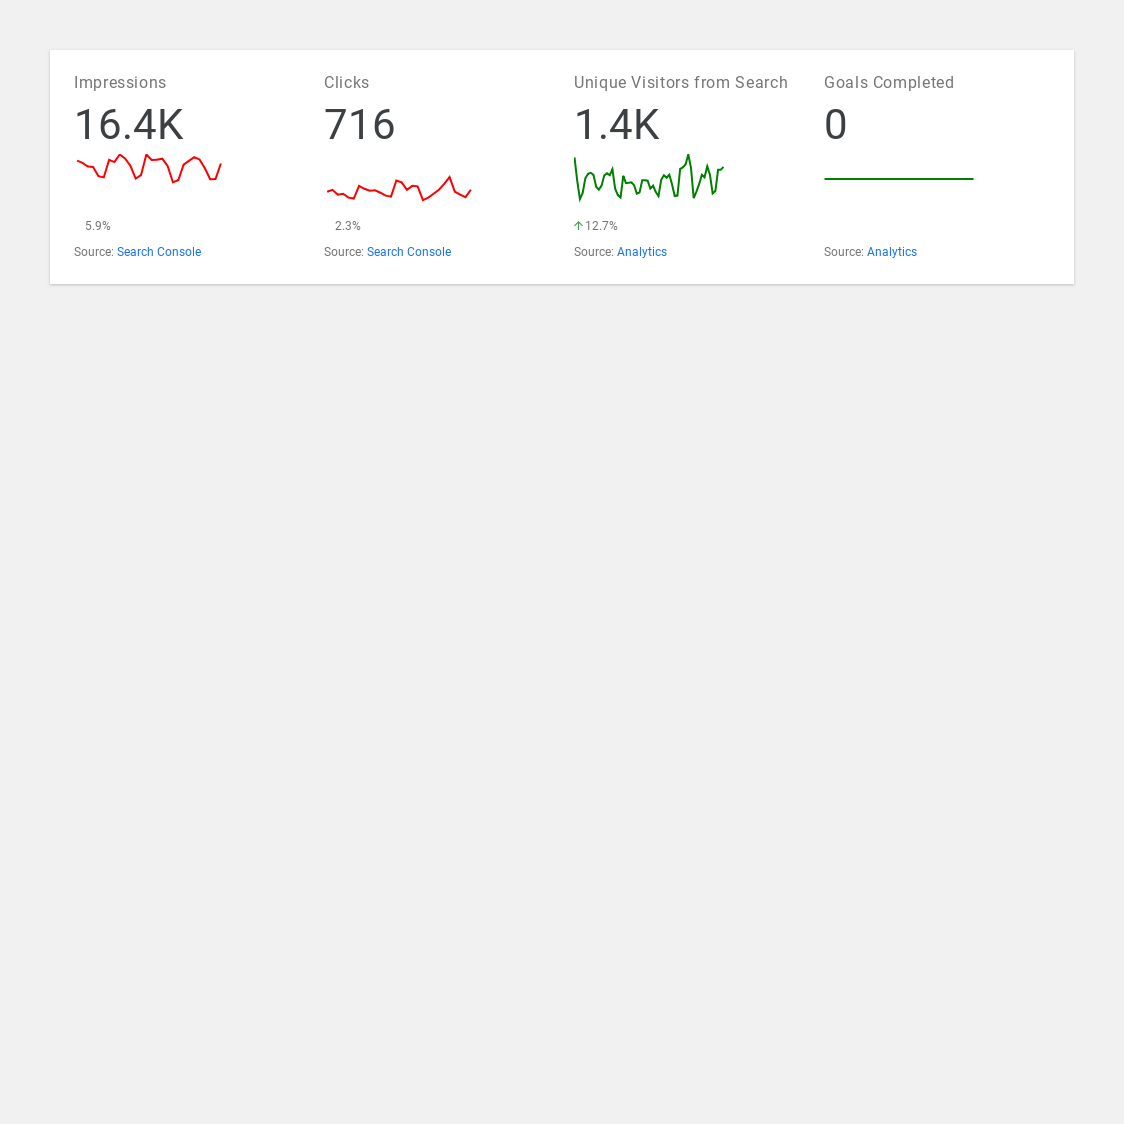 Impressions
16.4K
5.9%
Source: Search Console
Clicks
716
2.3%
Source: Search Console
Unique Visitors from Search
1.4K
12.7%
Source: Analytics
Goals Completed
0
Source: Analytics